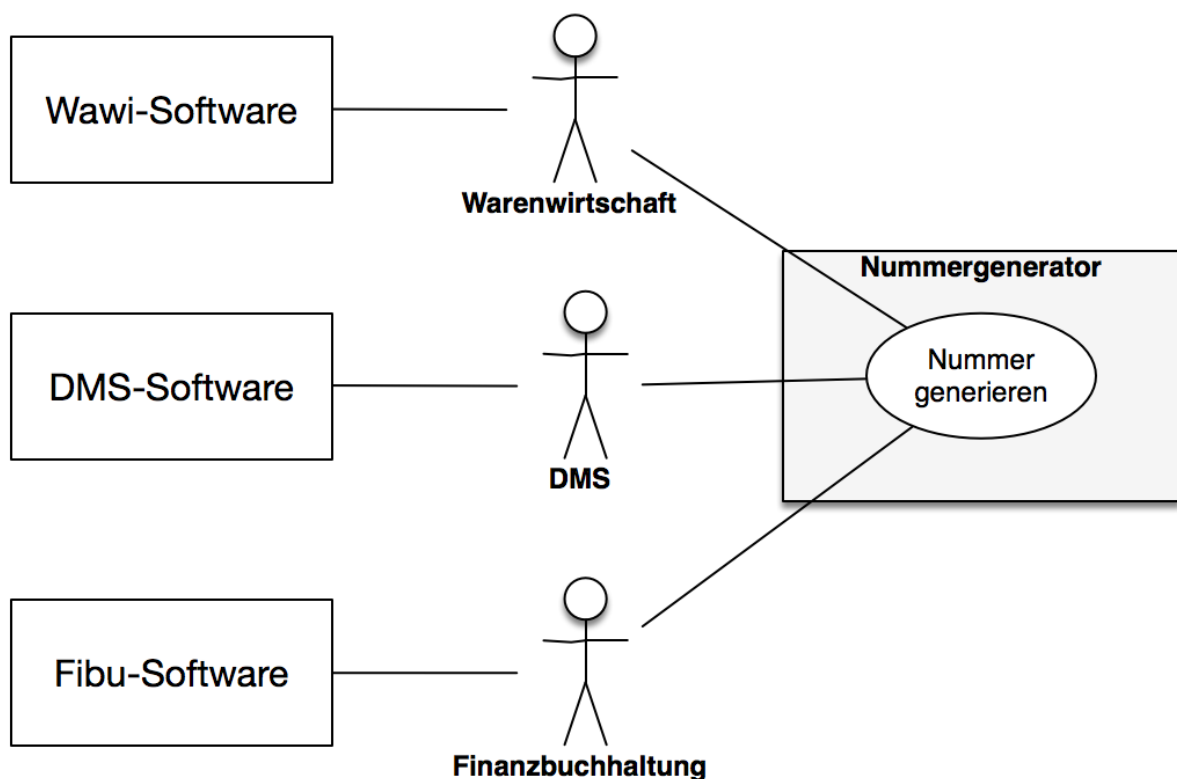 Wawi-Software
Warenwirtschaft
Nummergenerator
Nummer
generieren
DMS-Software
DMS
Fibu-Software
Finanzbuchhaltung